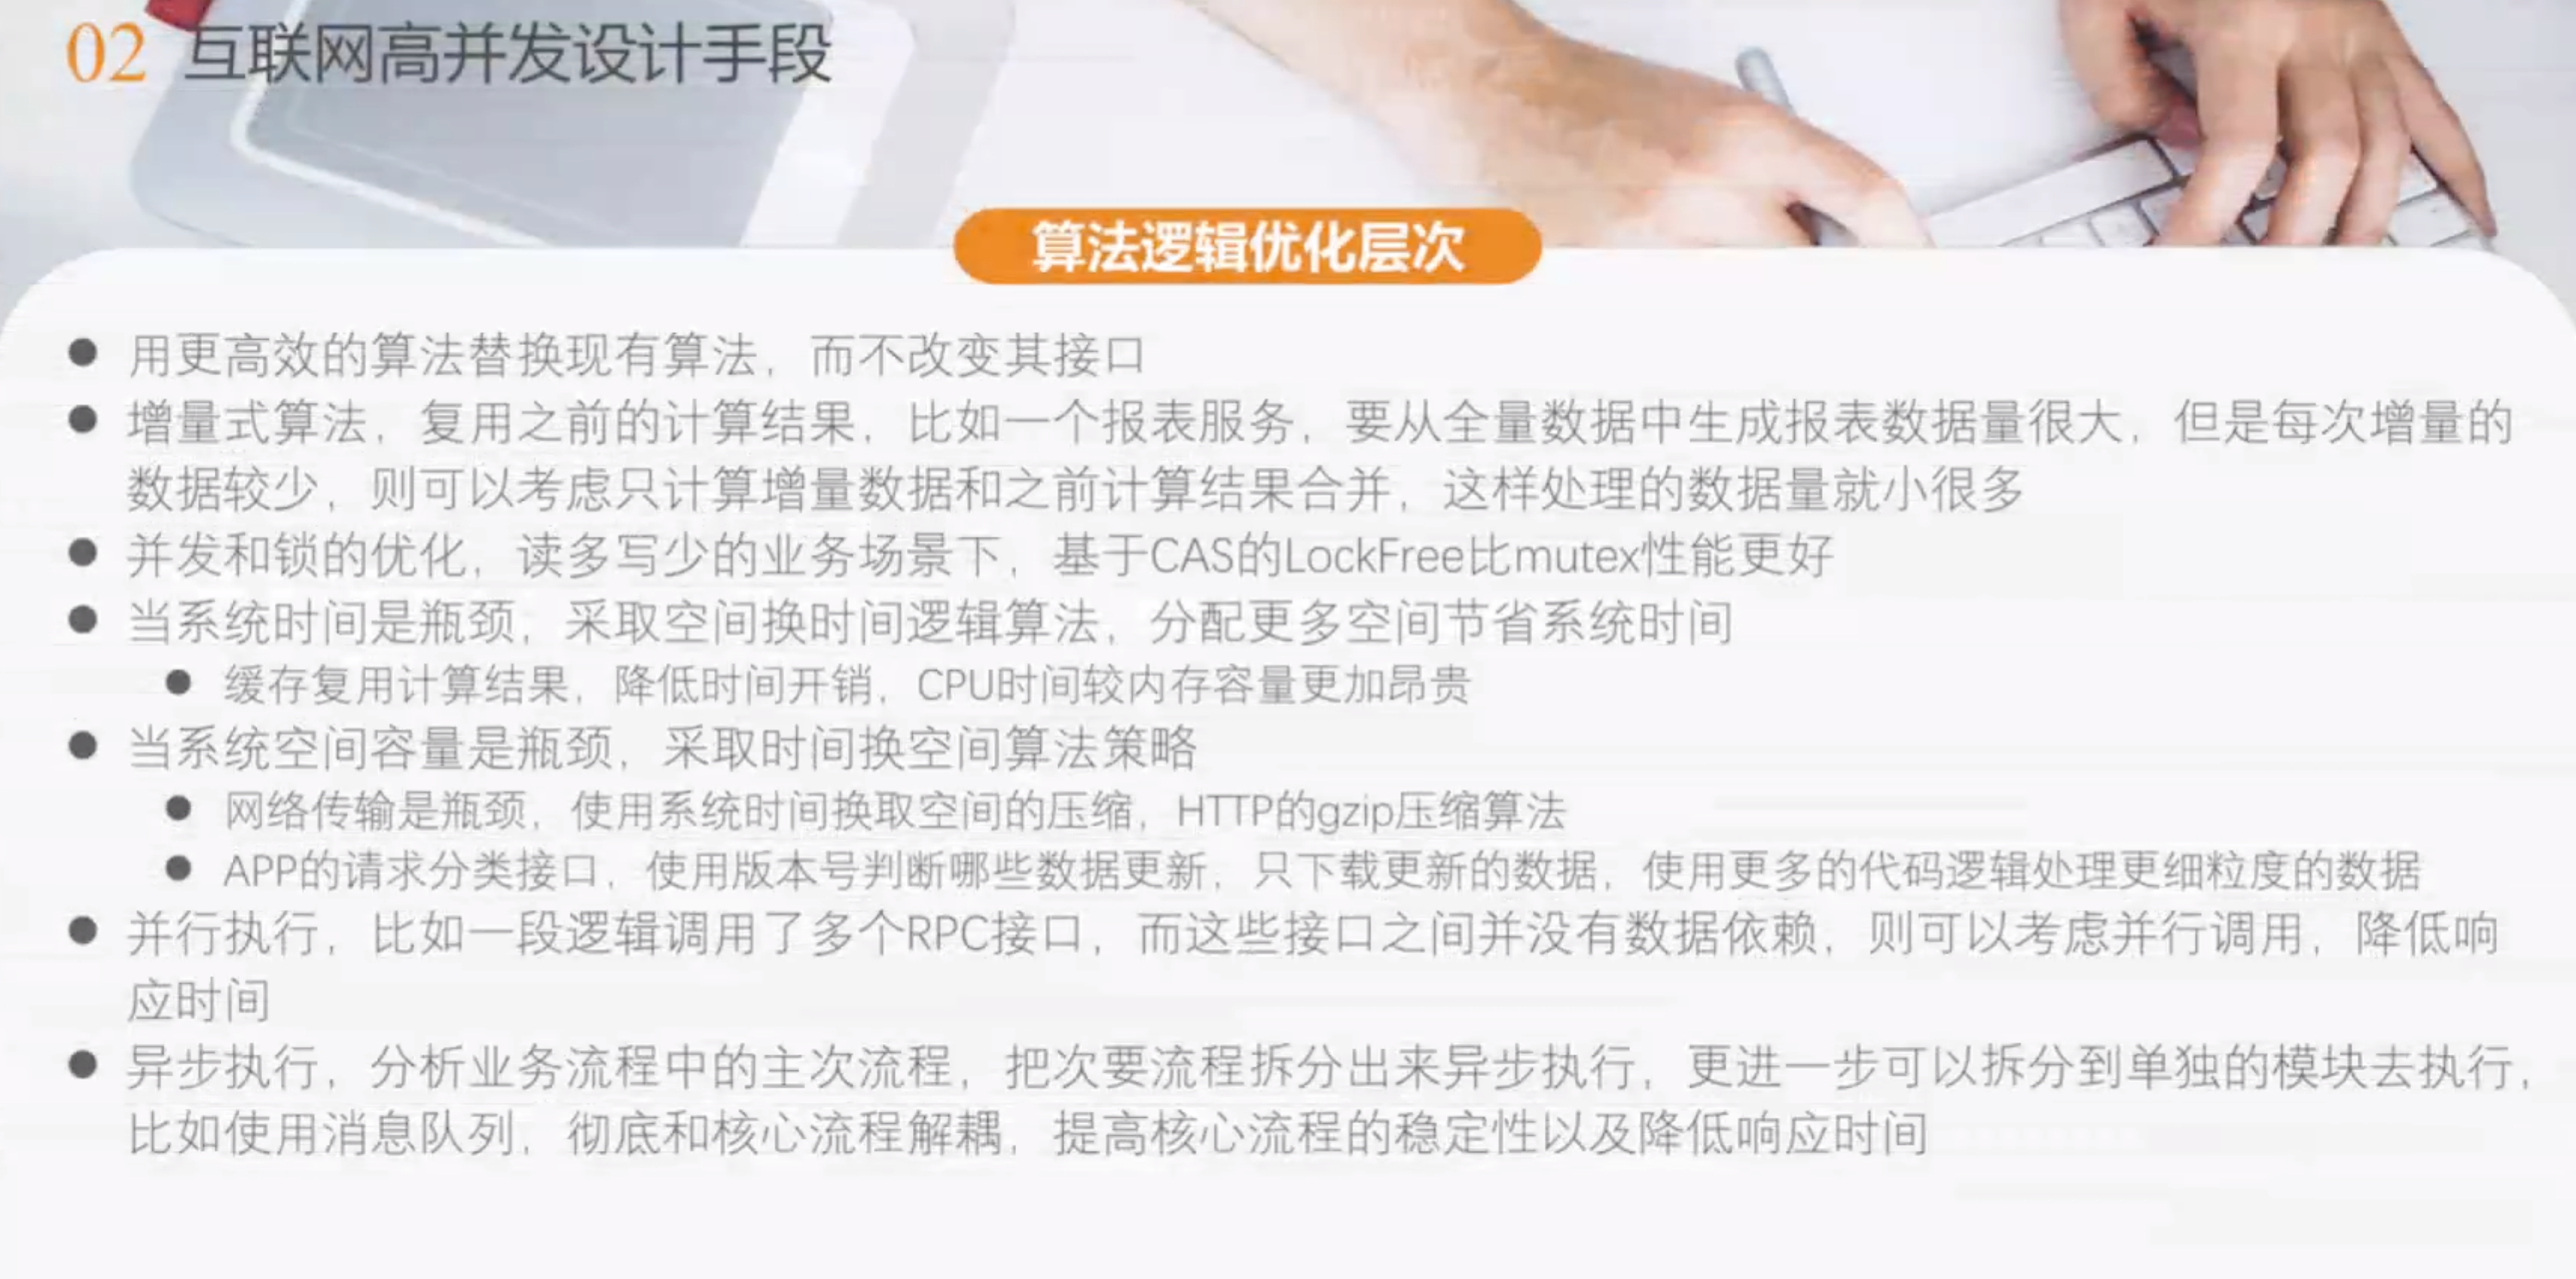 02 互联网高并发设计手段
算法逻辑优化层次
● 用更高效的算法替换现有算法，而不改变其接口
● 增量式算法，复用之前的计算结果，比如一个报表服务，要从全量数据中生成报表数据量很大，但是每次增量的
数据较少，则可以考虑只计算增量数据和之前计算结果合并，这样处理的数据量就小很多
● 并发和锁的优化，读多写少的业务场景下，基于CAS的LockFree比mutex性能更好
● 当系统时间是瓶颈，采取空间换时间逻辑算法，分配更多空间节省系统时间
● 缓存复用计算结果，降低时间开销，CPU时间较内存容量更加昂贵
● 当系统空间容量是瓶颈，采取时间换空间算法策略
● 网络传输是瓶颈，使用系统时间换取空间的压缩，HTTP的gzip压缩算法
● APP的请求分类接口，使用版本号判断哪些数据更新，只下载更新的数据，使用更多的代码逻辑处理更细粒度的数据
● 并行执行，比如一段逻辑调用了多个RPC接口，而这些接口之间并没有数据依赖，则可以考虑并行调用，降低响
应时间
● 异步执行，分析业务流程中的主次流程，把次要流程拆分出来异步执行，更进一步可以拆分到单独的模块去执行，
比如使用消息队列，彻底和核心流程解耦，提高核心流程的稳定性以及降低响应时间